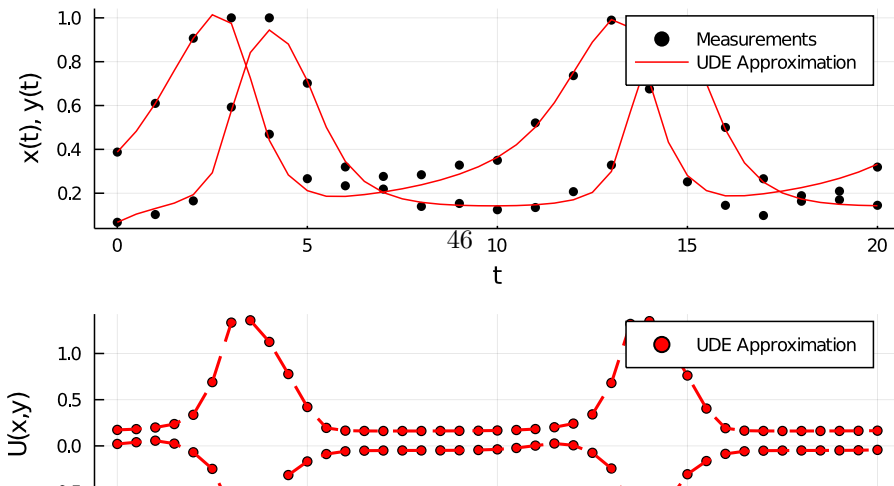 1.0
0.8
0.6
0.4
0.2
x(t), y(t)
Measurements
UDE Approximation
0 5 10 15 20
46
t
1.0
0.5
0.0
U(x,y)
UDE Approximation